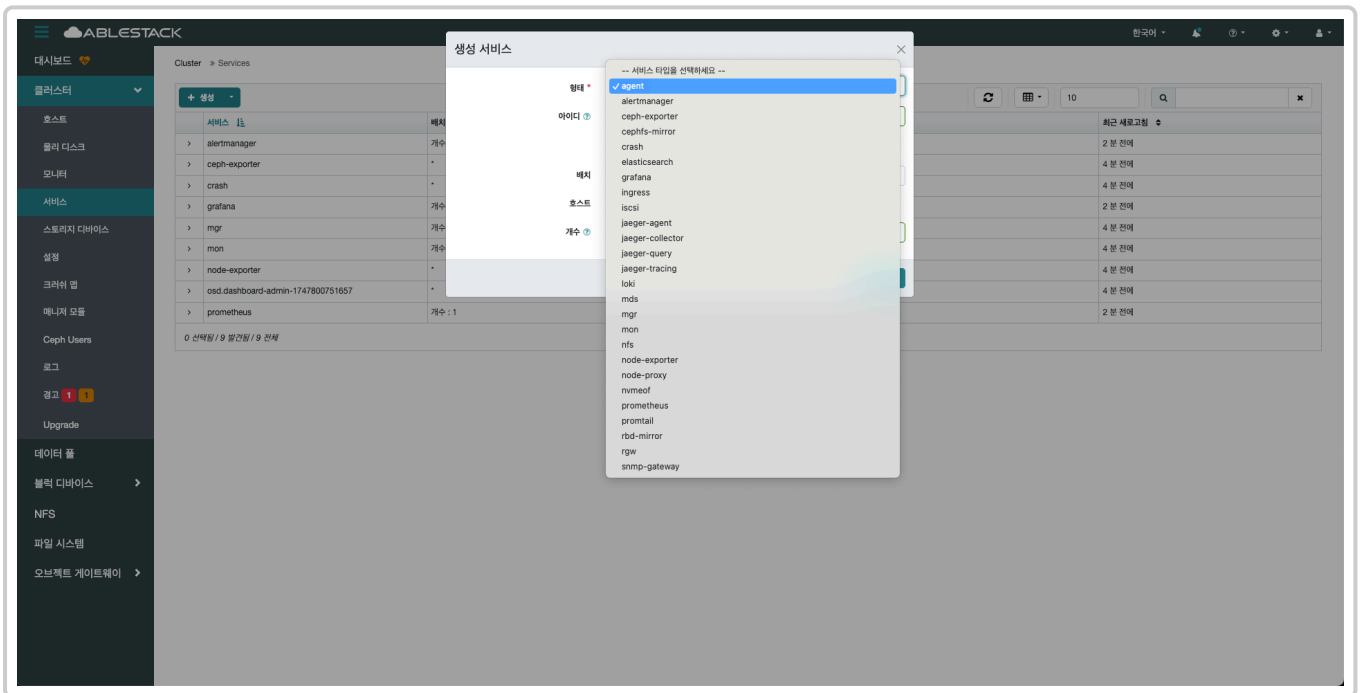 ABLESTACK
한국어
대시보드
클러스터
호스트
물리 디스크
모니터
서비스
스토리지 디바이스
설정
크러쉬 맵
매니저 모듈
Ceph Users
로그
경고 1 1
Upgrade
데이터 풀
블럭 디바이스
NFS
파일 시스템
오브젝트 게이트웨이
Cluster » Services
+ 생성
10
서비스
배치
최근 새로고침
alertmanager
개수
2 분 전에
ceph-exporter
*
4 분 전에
crash
*
4 분 전에
grafana
개수
2 분 전에
mgr
개수
4 분 전에
mon
개수
4 분 전에
node-exporter
*
4 분 전에
osd.dashboard-admin-1747800751657
*
4 분 전에
prometheus
개수 : 1
2 분 전에
0 선택됨 / 9 발견됨 / 9 전체
생성 서비스
형태 *
아이디
배치
호스트
개수
-- 서비스 타입을 선택하세요 --
✓ agent
alertmanager
ceph-exporter
cephfs-mirror
crash
elasticsearch
grafana
ingress
iscsi
jaeger-agent
jaeger-collector
jaeger-query
jaeger-tracing
loki
mds
mgr
mon
nfs
node-exporter
node-proxy
nvmeof
prometheus
promtail
rbd-mirror
rgw
snmp-gateway